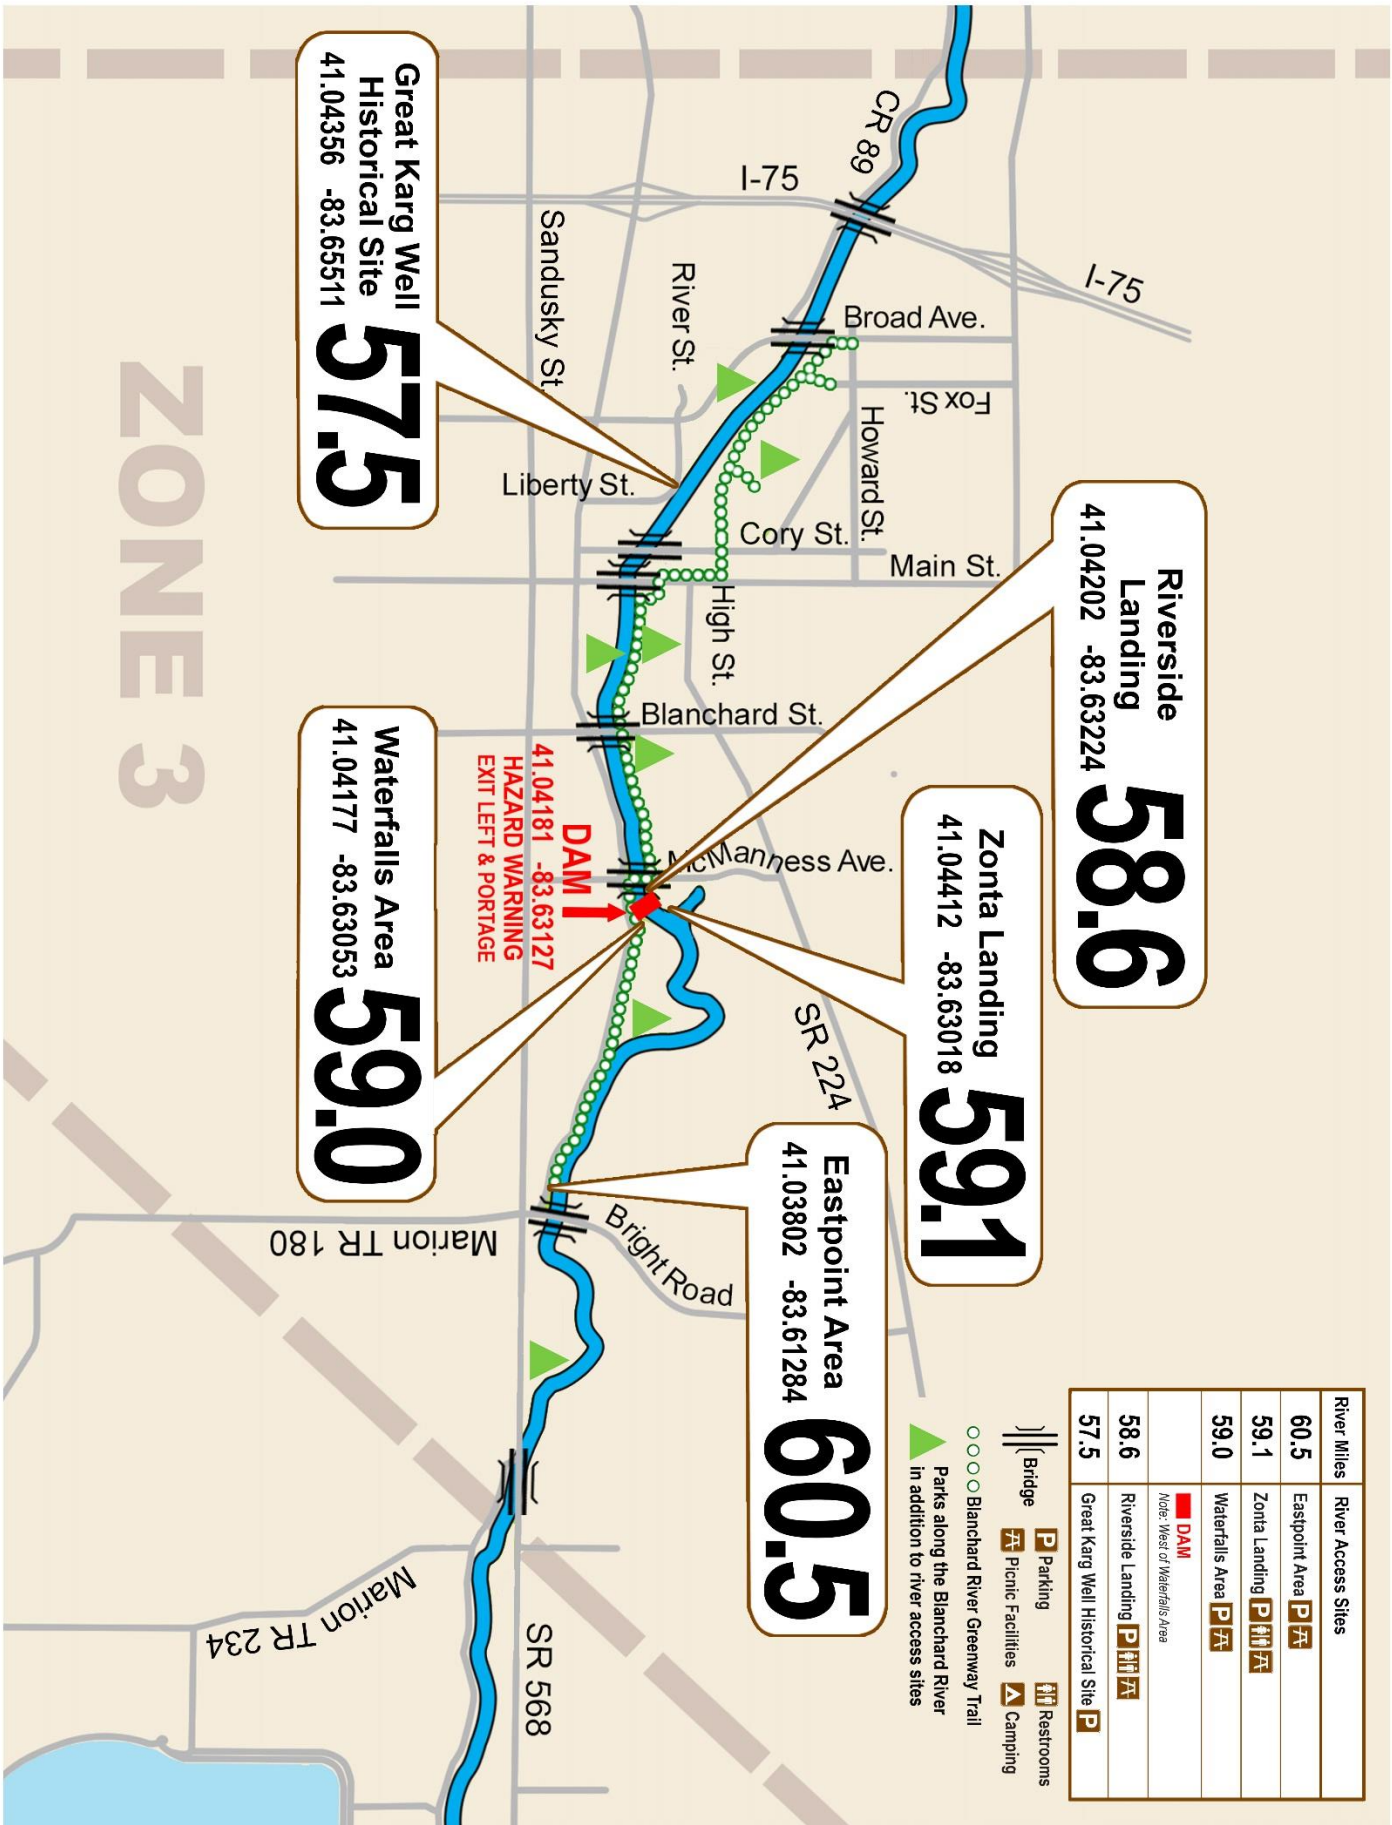 CR 89
I-75
I-75
Broad Ave.
Fox St.
Howard St.
Cory St.
Main St.
High St.
Sandusky St.
River St.
Liberty St.
Blanchard St.
McManness Ave.
SR 224
Bright Road
Marion TR 180
Marion TR 234
SR 568
ZONE 3
Great Karg Well
Historical Site
41.04356 -83.65511
57.5
Riverside
Landing
41.04202 -83.63224
58.6
Zonta Landing
41.04412 -83.63018
59.1
DAM
41.04181 -83.63127
HAZARD WARNING
EXIT LEFT & PORTAGE
Waterfalls Area
41.04177 -83.63053
59.0
Eastpoint Area
41.03802 -83.61284
60.5
River Miles River Access Sites
60.5 Eastpoint Area P
59.1 Zonta Landing P
59.0 Waterfalls Area P
DAM
Note: West of Waterfalls Area
58.6 Riverside Landing P
57.5 Great Karg Well Historical Site P
Bridge P Parking Restrooms
Picnic Facilities Camping
Blanchard River Greenway Trail
Parks along the Blanchard River
in addition to river access sites